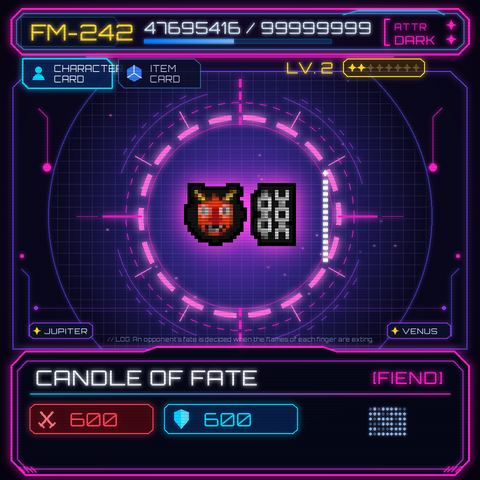 FM-242
47695416 / 99999999
ATTR
DARK
CHARACTER
CARD
ITEM
CARD
LV. 2
JUPITER
VENUS
// LOG: An opponent's fate is decided when the flames of each finger are exting
CANDLE OF FATE
[FIEND]
600
600